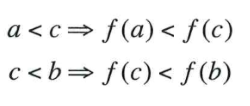 a < c ⇒ f(a) < f(c)
c < b ⇒ f(c) < f(b)